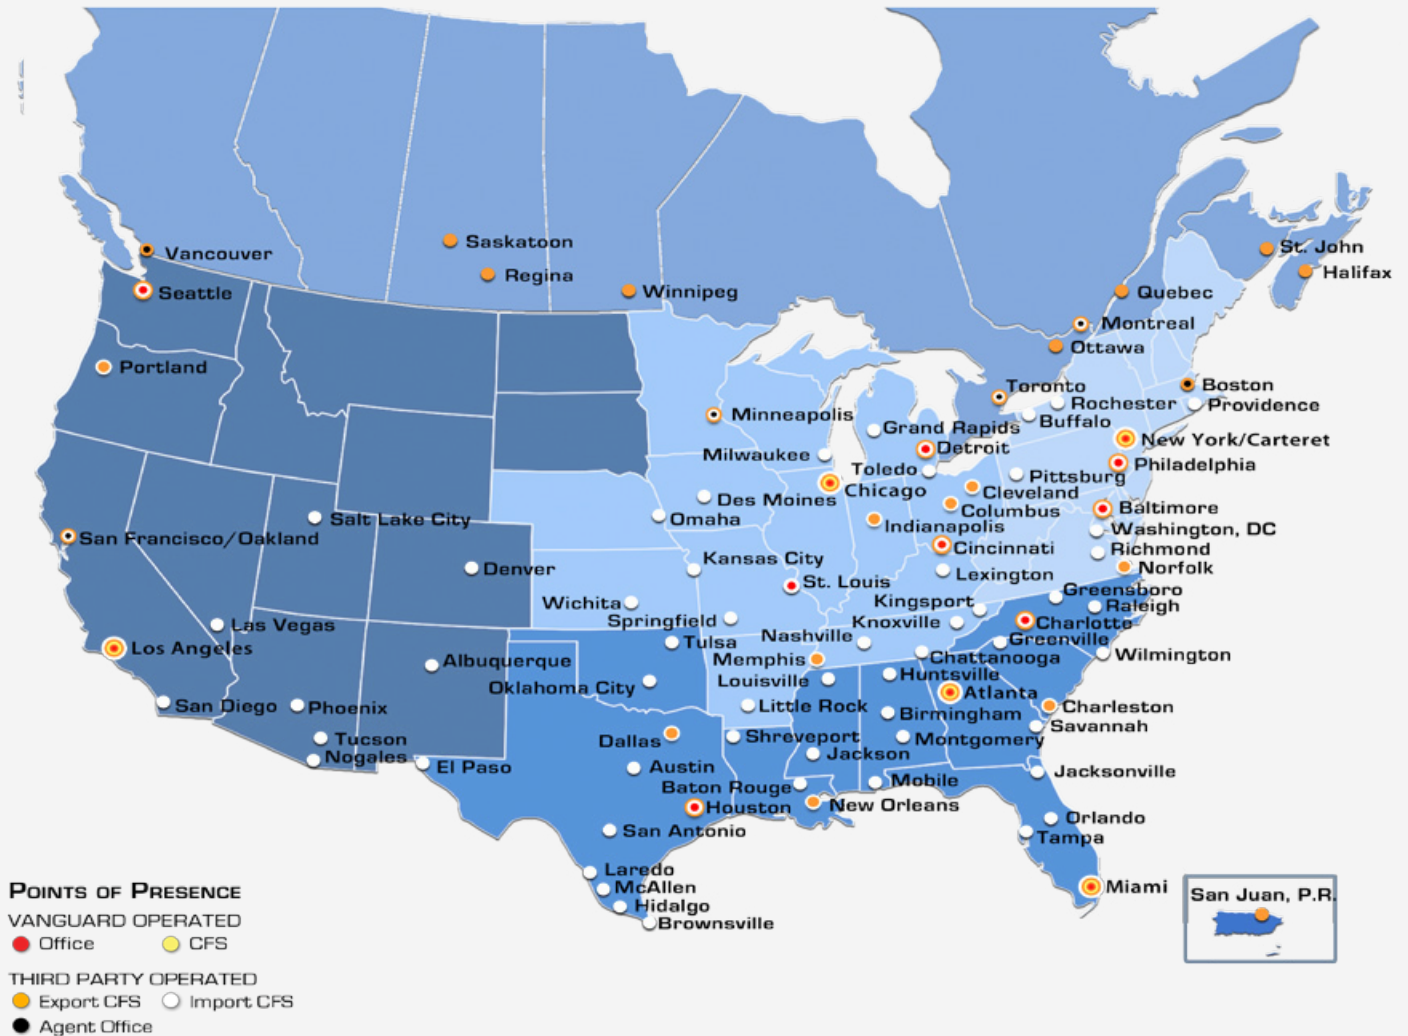 Saskatoon
St. John
Vancouver
Regina
Halifax
Seattle
Winnipeg
Quebec
Montreal
Ottawa
Portland
Toronto
Boston
Rochester
Providence
Minneapolis
Buffalo
Grand Rapids
New York/Carteret
Detroit
Milwaukee
Philadelphia
Toledo
Pittsburg
Chicago
Cleveland
Des Moines
Columbus
Baltimore
Salt Lake City
Omaha
Indianapolis
Washington, DC
San Francisco/Oakland
Cincinnati
Richmond
Kansas City
Denver
Norfolk
Lexington
St. Louis
Greensboro
Wichita
Kingsport
Raleigh
Springfield
Knoxville
Charlotte
Las Vegas
Nashville
Greenville
Tulsa
Los Angeles
Wilmington
Chattanooga
Albuquerque
Memphis
Huntsville
Louisville
Oklahoma City
Atlanta
San Diego
Phoenix
Little Rock
Charleston
Birmingham
Savannah
Tucson
Dallas
Shreveport
Montgomery
Jackson
Nogales
El Paso
Austin
Jacksonville
Mobile
Baton Rouge
Houston
New Orleans
Orlando
San Antonio
Tampa
Laredo
McAllen
Miami
Points of Presence
San Juan, P.R.
Hidalgo
VANGUARD OPERATED
Brownsville
Office
CFS
THIRD PARTY OPERATED
Export CFS
Import CFS
Agent Office